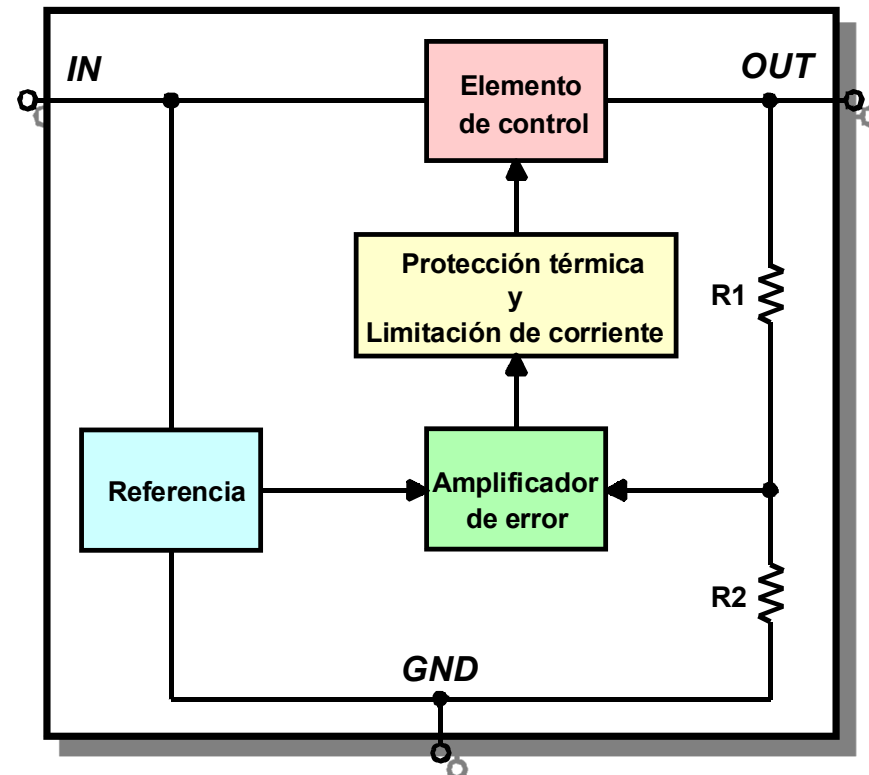 IN
OUT
Elemento
de control
Protección térmica
y
Limitación de corriente
R1
Referencia
Amplificador
de error
R2
GND